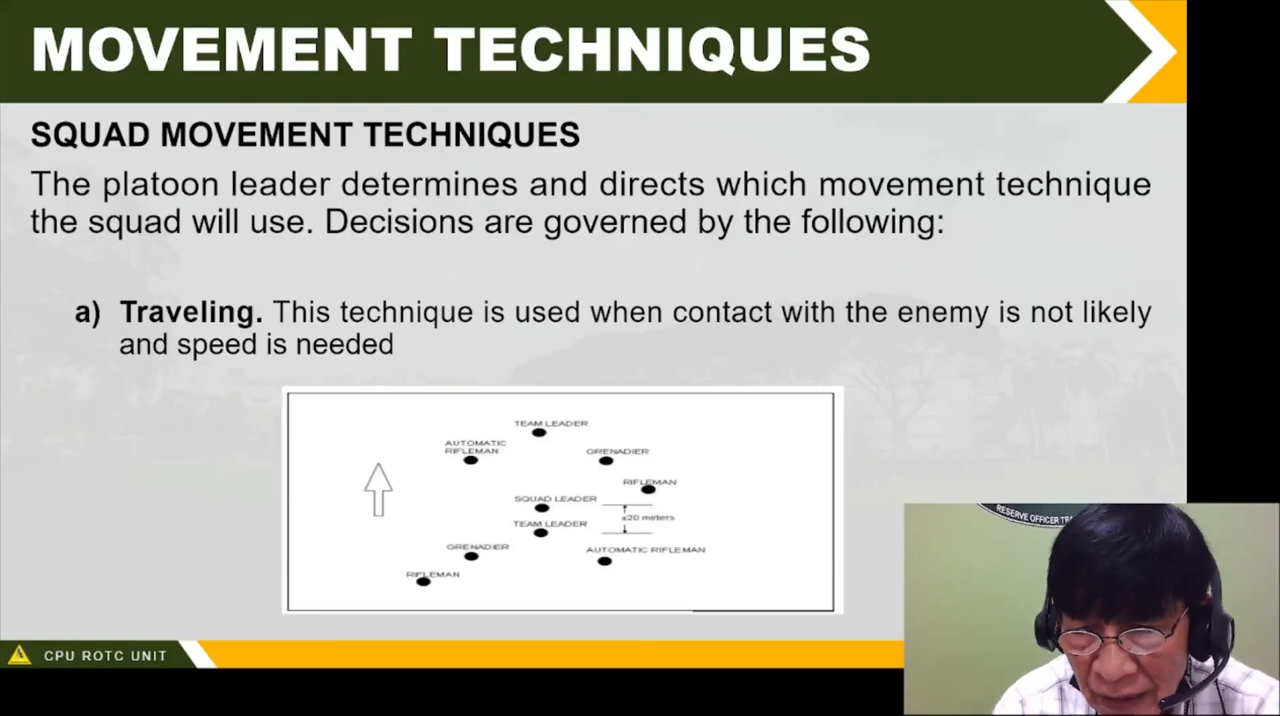 MOVEMENT TECHNIQUES
SQUAD MOVEMENT TECHNIQUES
The platoon leader determines and directs which movement technique
the squad will use. Decisions are governed by the following:
a) Traveling. This technique is used when contact with the enemy is not likely
and speed is needed
TEAM LEADER
AUTOMATIC
RIFLEMAN
GRENADIER
RIFLEMAN
SQUAD LEADER
±20 meters
TEAM LEADER
GRENADIER
AUTOMATIC RIFLEMAN
RIFLEMAN
RESERVE OFFICER
CPU ROTC UNIT